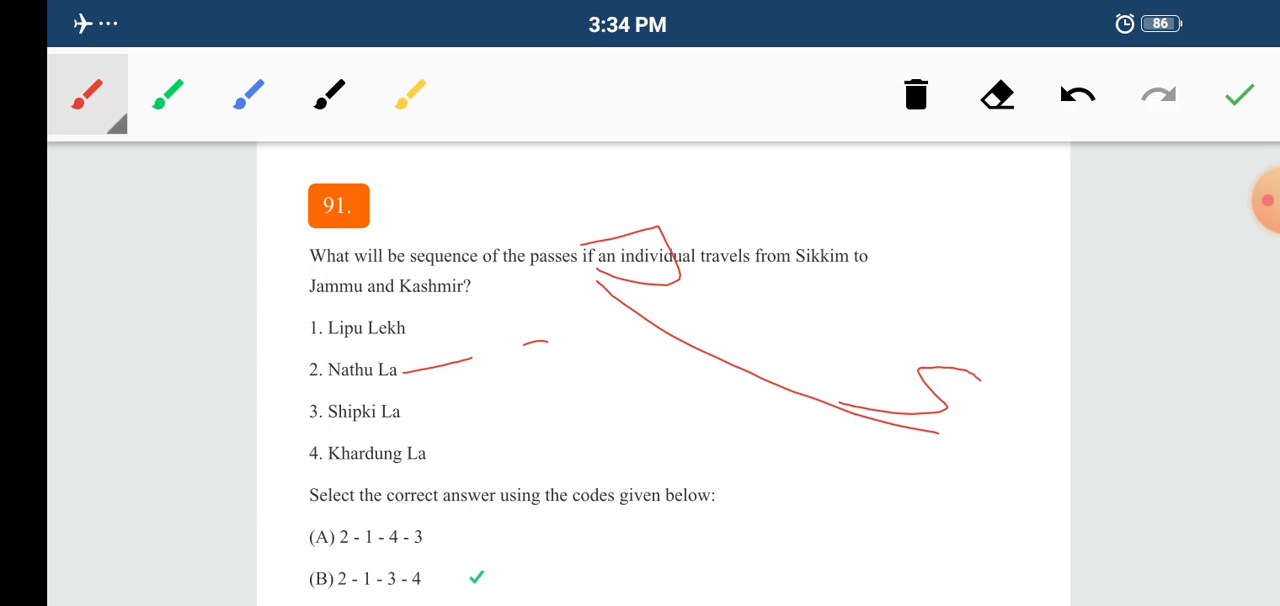 3:34 PM
86
91.
What will be sequence of the passes if an individual travels from Sikkim to
Jammu and Kashmir?
1. Lipu Lekh
2. Nathu La
3. Shipki La
4. Khardung La
Select the correct answer using the codes given below:
(A) 2 - 1 - 4 - 3
(B) 2 - 1 - 3 - 4